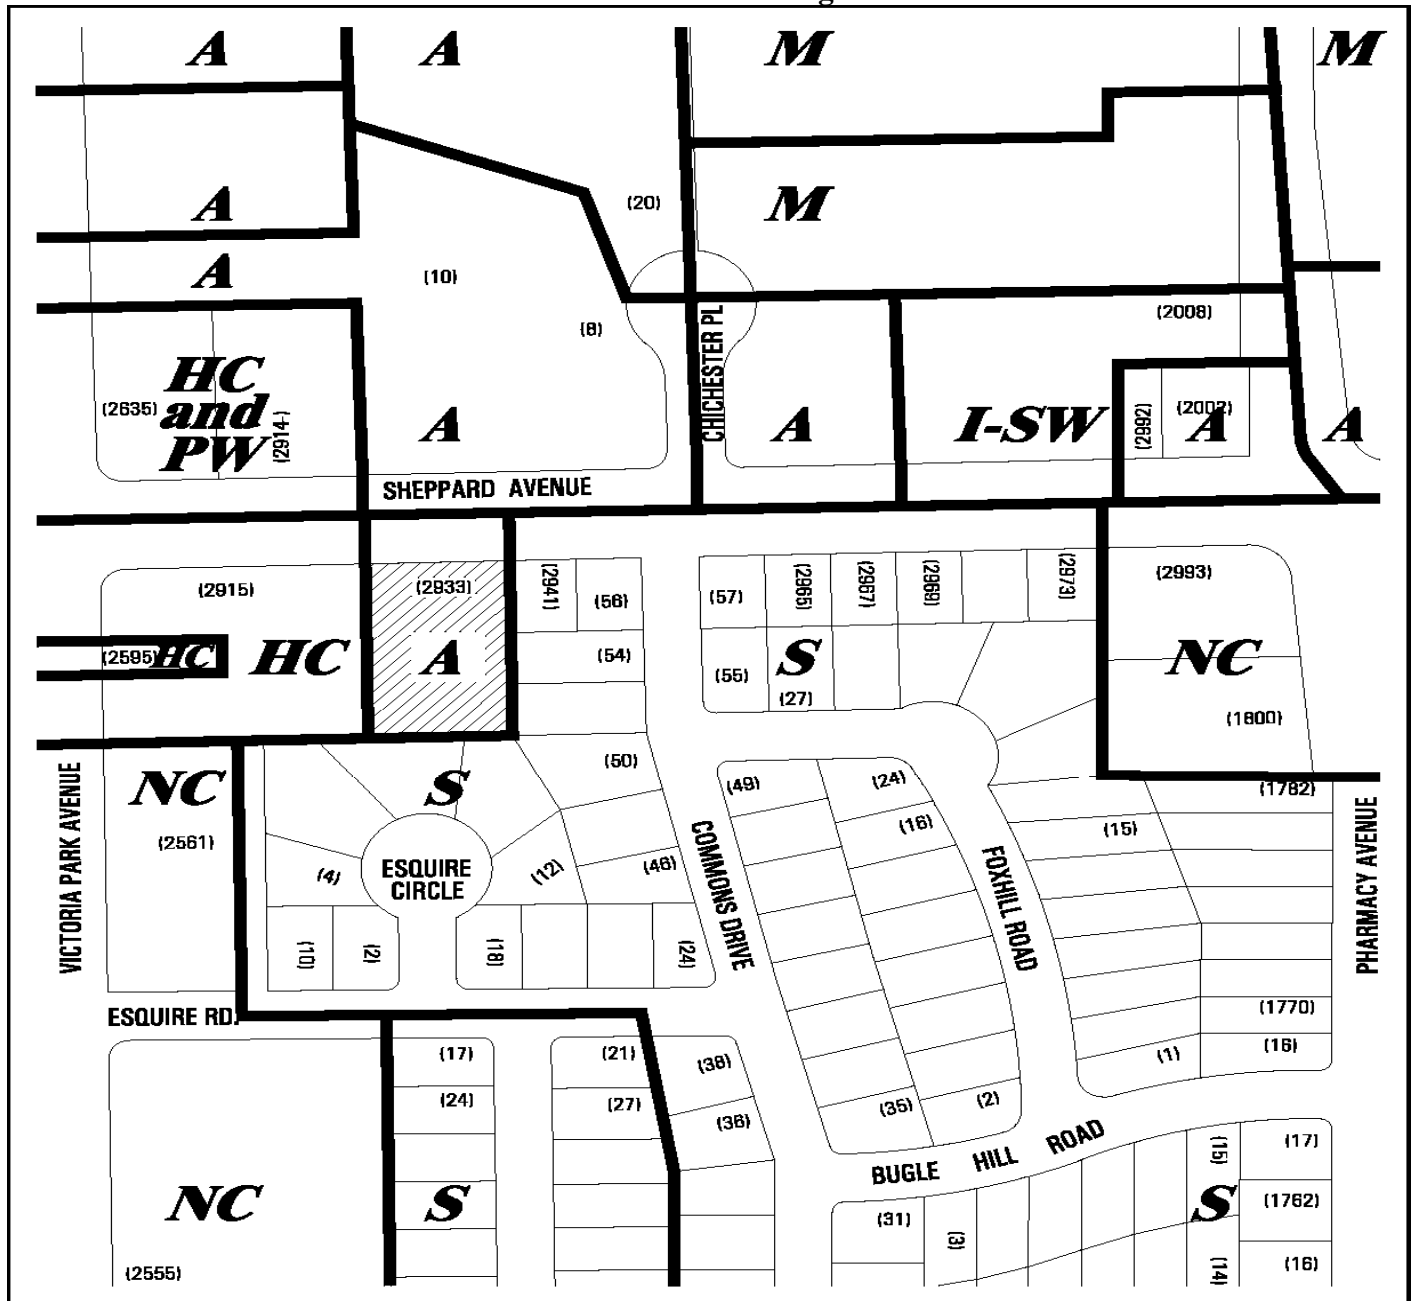 A
A
M
M
A
(20)
M
A
(10)
(8)
(2008)
CHICHESTER PL
HC
and
PW
(2635)
(2914-)
A
A
I-SW
(2992)
(2002)
A
A
SHEPPARD AVENUE
(2915)
(2933)
(2941)
(56)
(57)
(2965)
(2967)
(2969)
(2973)
(2993)
(2595)
HC
HC
A
(54)
(55)
S
(27)
NC
(1800)
VICTORIA PARK AVENUE
NC
S
(50)
(49)
(24)
(1782)
(2561)
(16)
(15)
PHARMACY AVENUE
(4)
ESQUIRE
CIRCLE
(12)
(46)
COMMONS DRIVE
FOXHILL ROAD
(10)
(2)
(18)
(24)
ESQUIRE RD.
(1770)
(17)
(21)
(38)
(1)
(16)
(24)
(27)
(36)
(35)
(2)
BUGLE HILL ROAD
(15)
(17)
NC
S
(31)
(3)
S
(1762)
(2555)
(14)
(16)